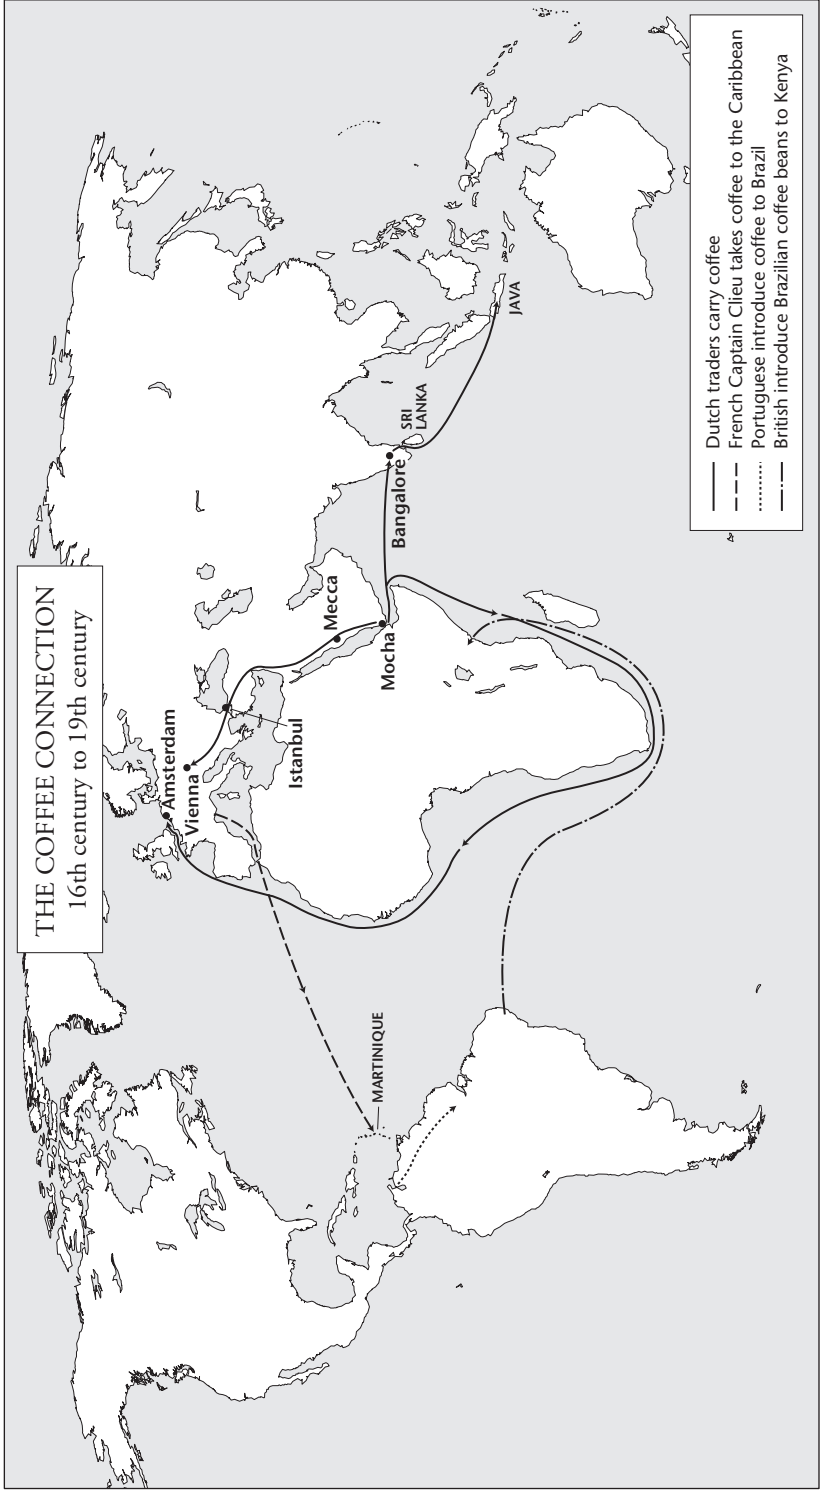 THE COFFEE CONNECTION
16th century to 19th century
Amsterdam
Vienna
Istanbul
Mecca
Mocha
Bangalore
SRI
LANKA
JAVA
MARTINIQUE
Dutch traders carry coffee
French Captain Clieu takes coffee to the Caribbean
Portuguese introduce coffee to Brazil
British introduce Brazilian coffee beans to Kenya